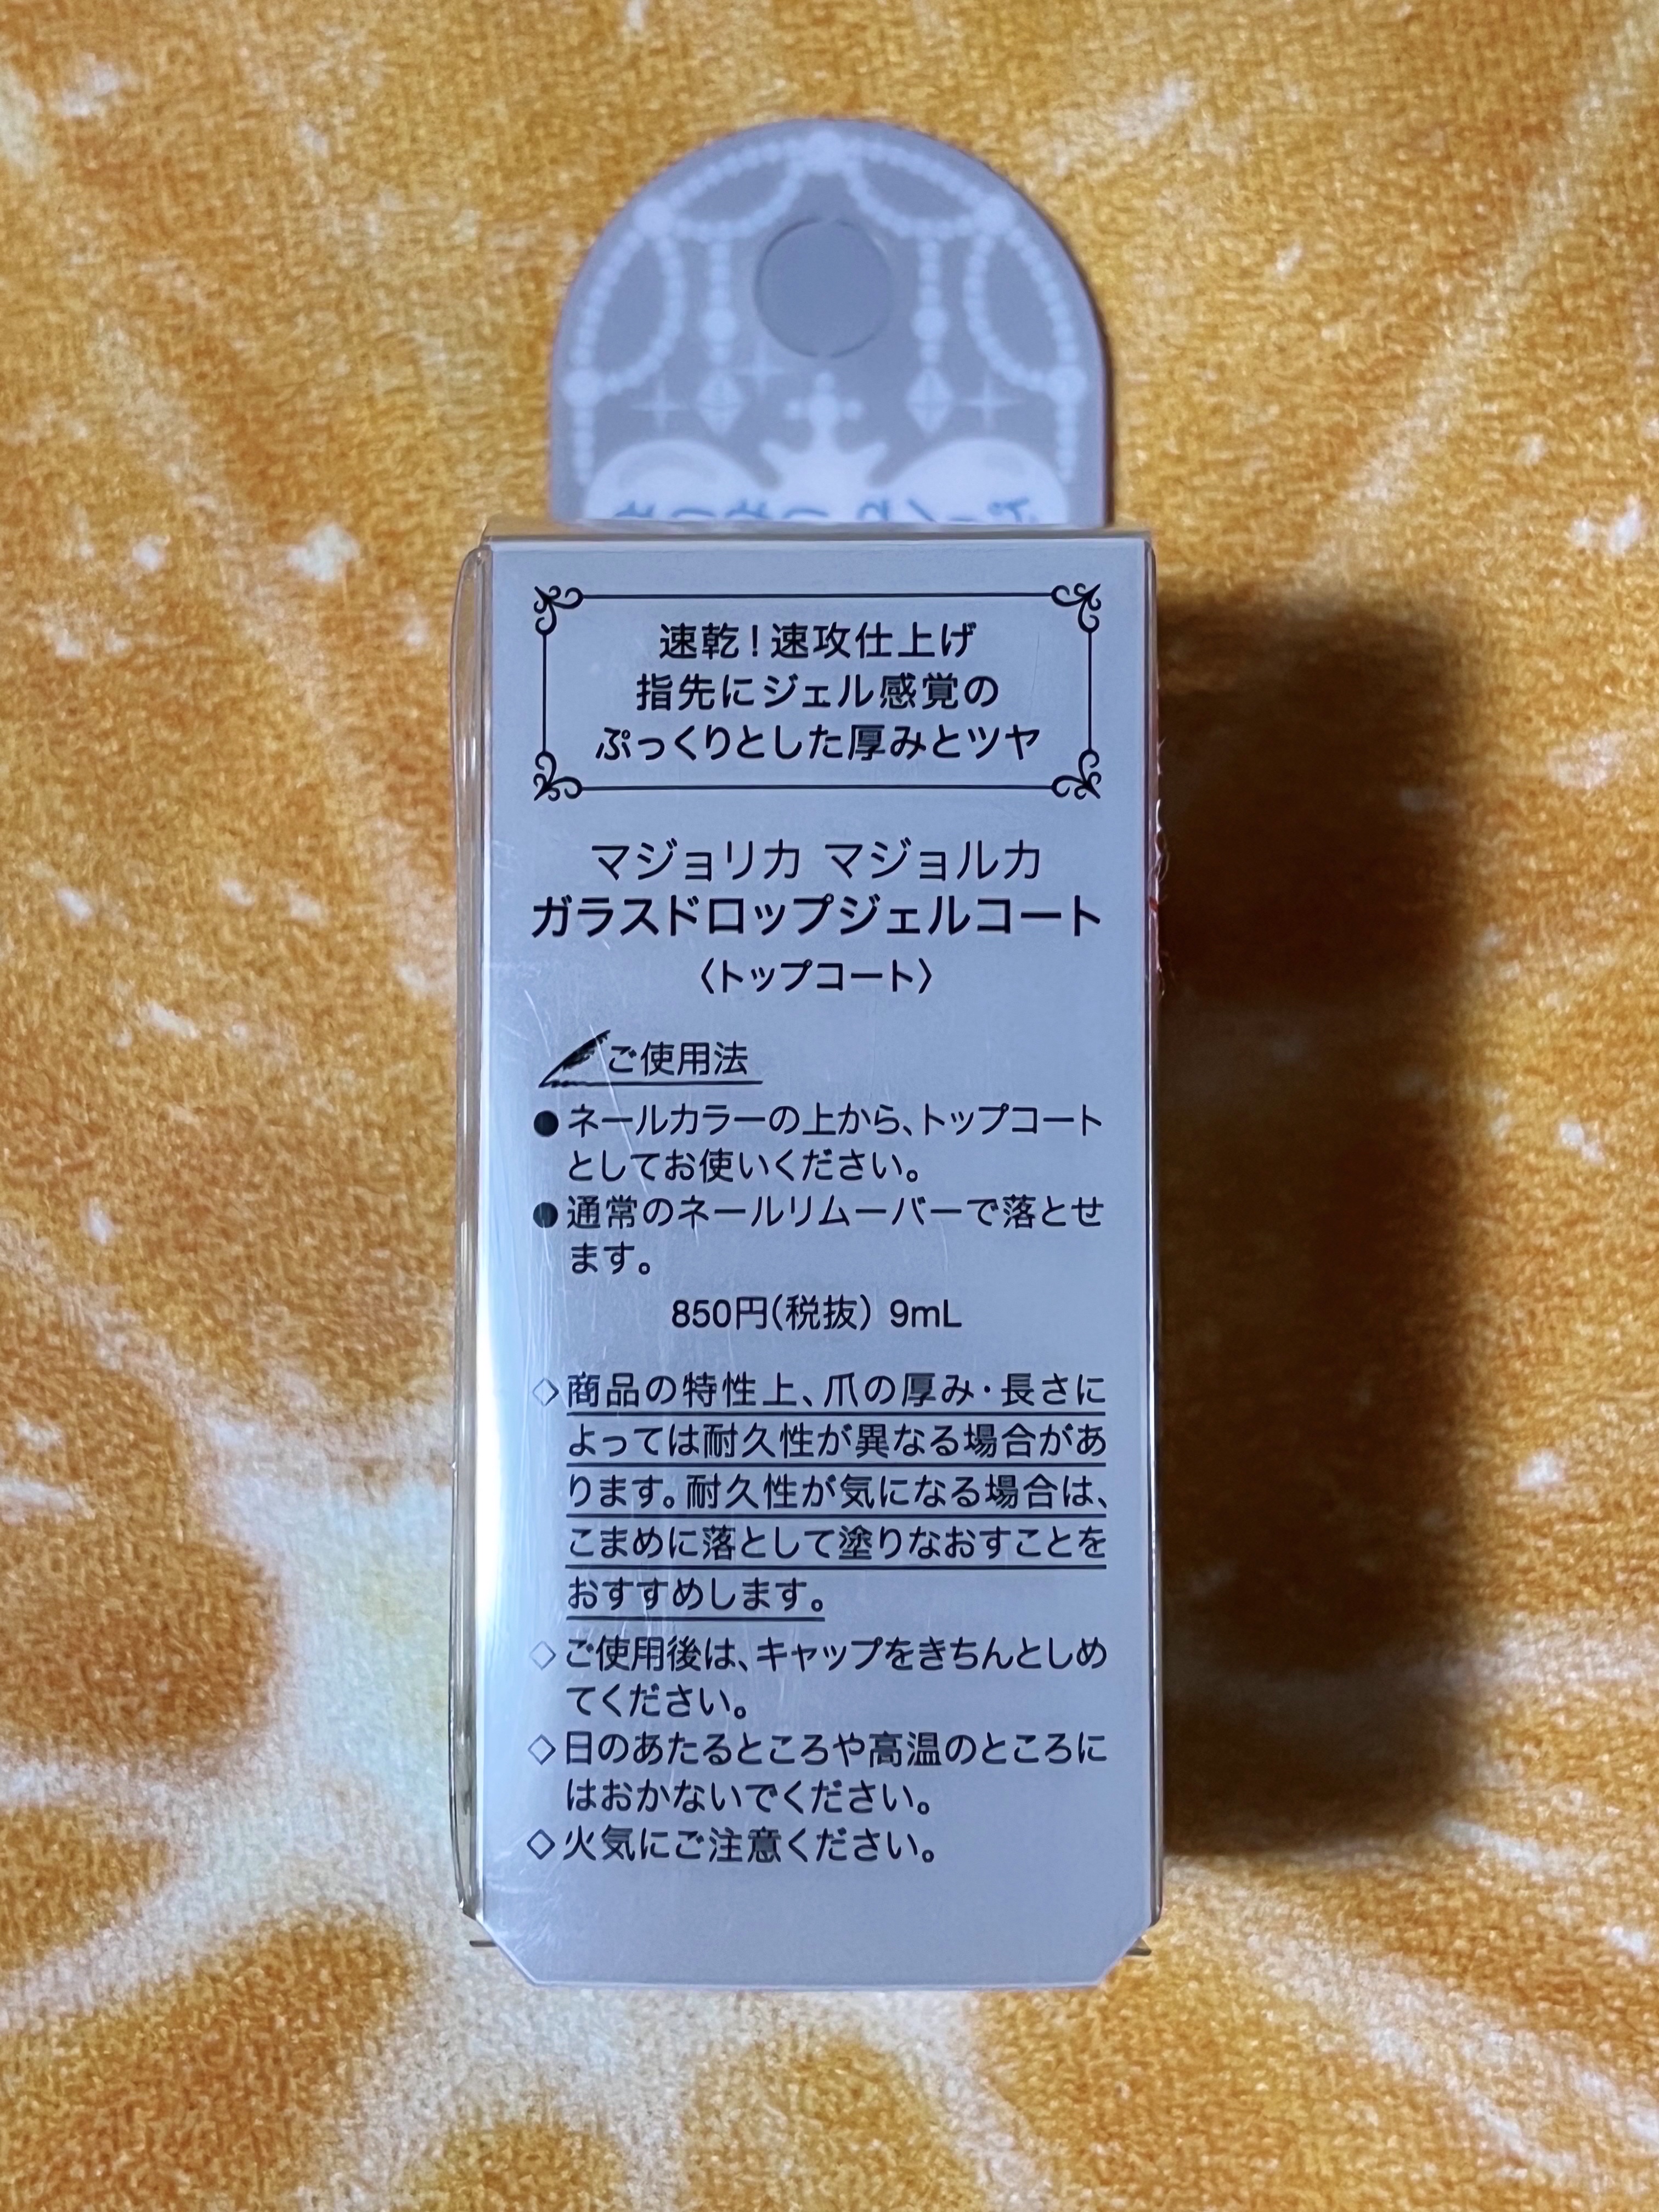 速乾！速攻仕上げ
指先にジェル感覚の
ぷっくりとした厚みとツヤ
マジョリカ マジョルカ
ガラスドロップジェルコート
〈トップコート〉
ご使用法
●ネールカラーの上から、トップコート
としてお使いください。
●通常のネールリムーバーで落とせ
ます。
850円(税抜) 9mL
◇商品の特性上、爪の厚み・長さに
よっては耐久性が異なる場合があ
ります。耐久性が気になる場合は、
こまめに落として塗りなおすことを
おすすめします。
◇ご使用後は、キャップをきちんとしめ
てください。
◇日のあたるところや高温のところに
はおかないでください。
◇火気にご注意ください。